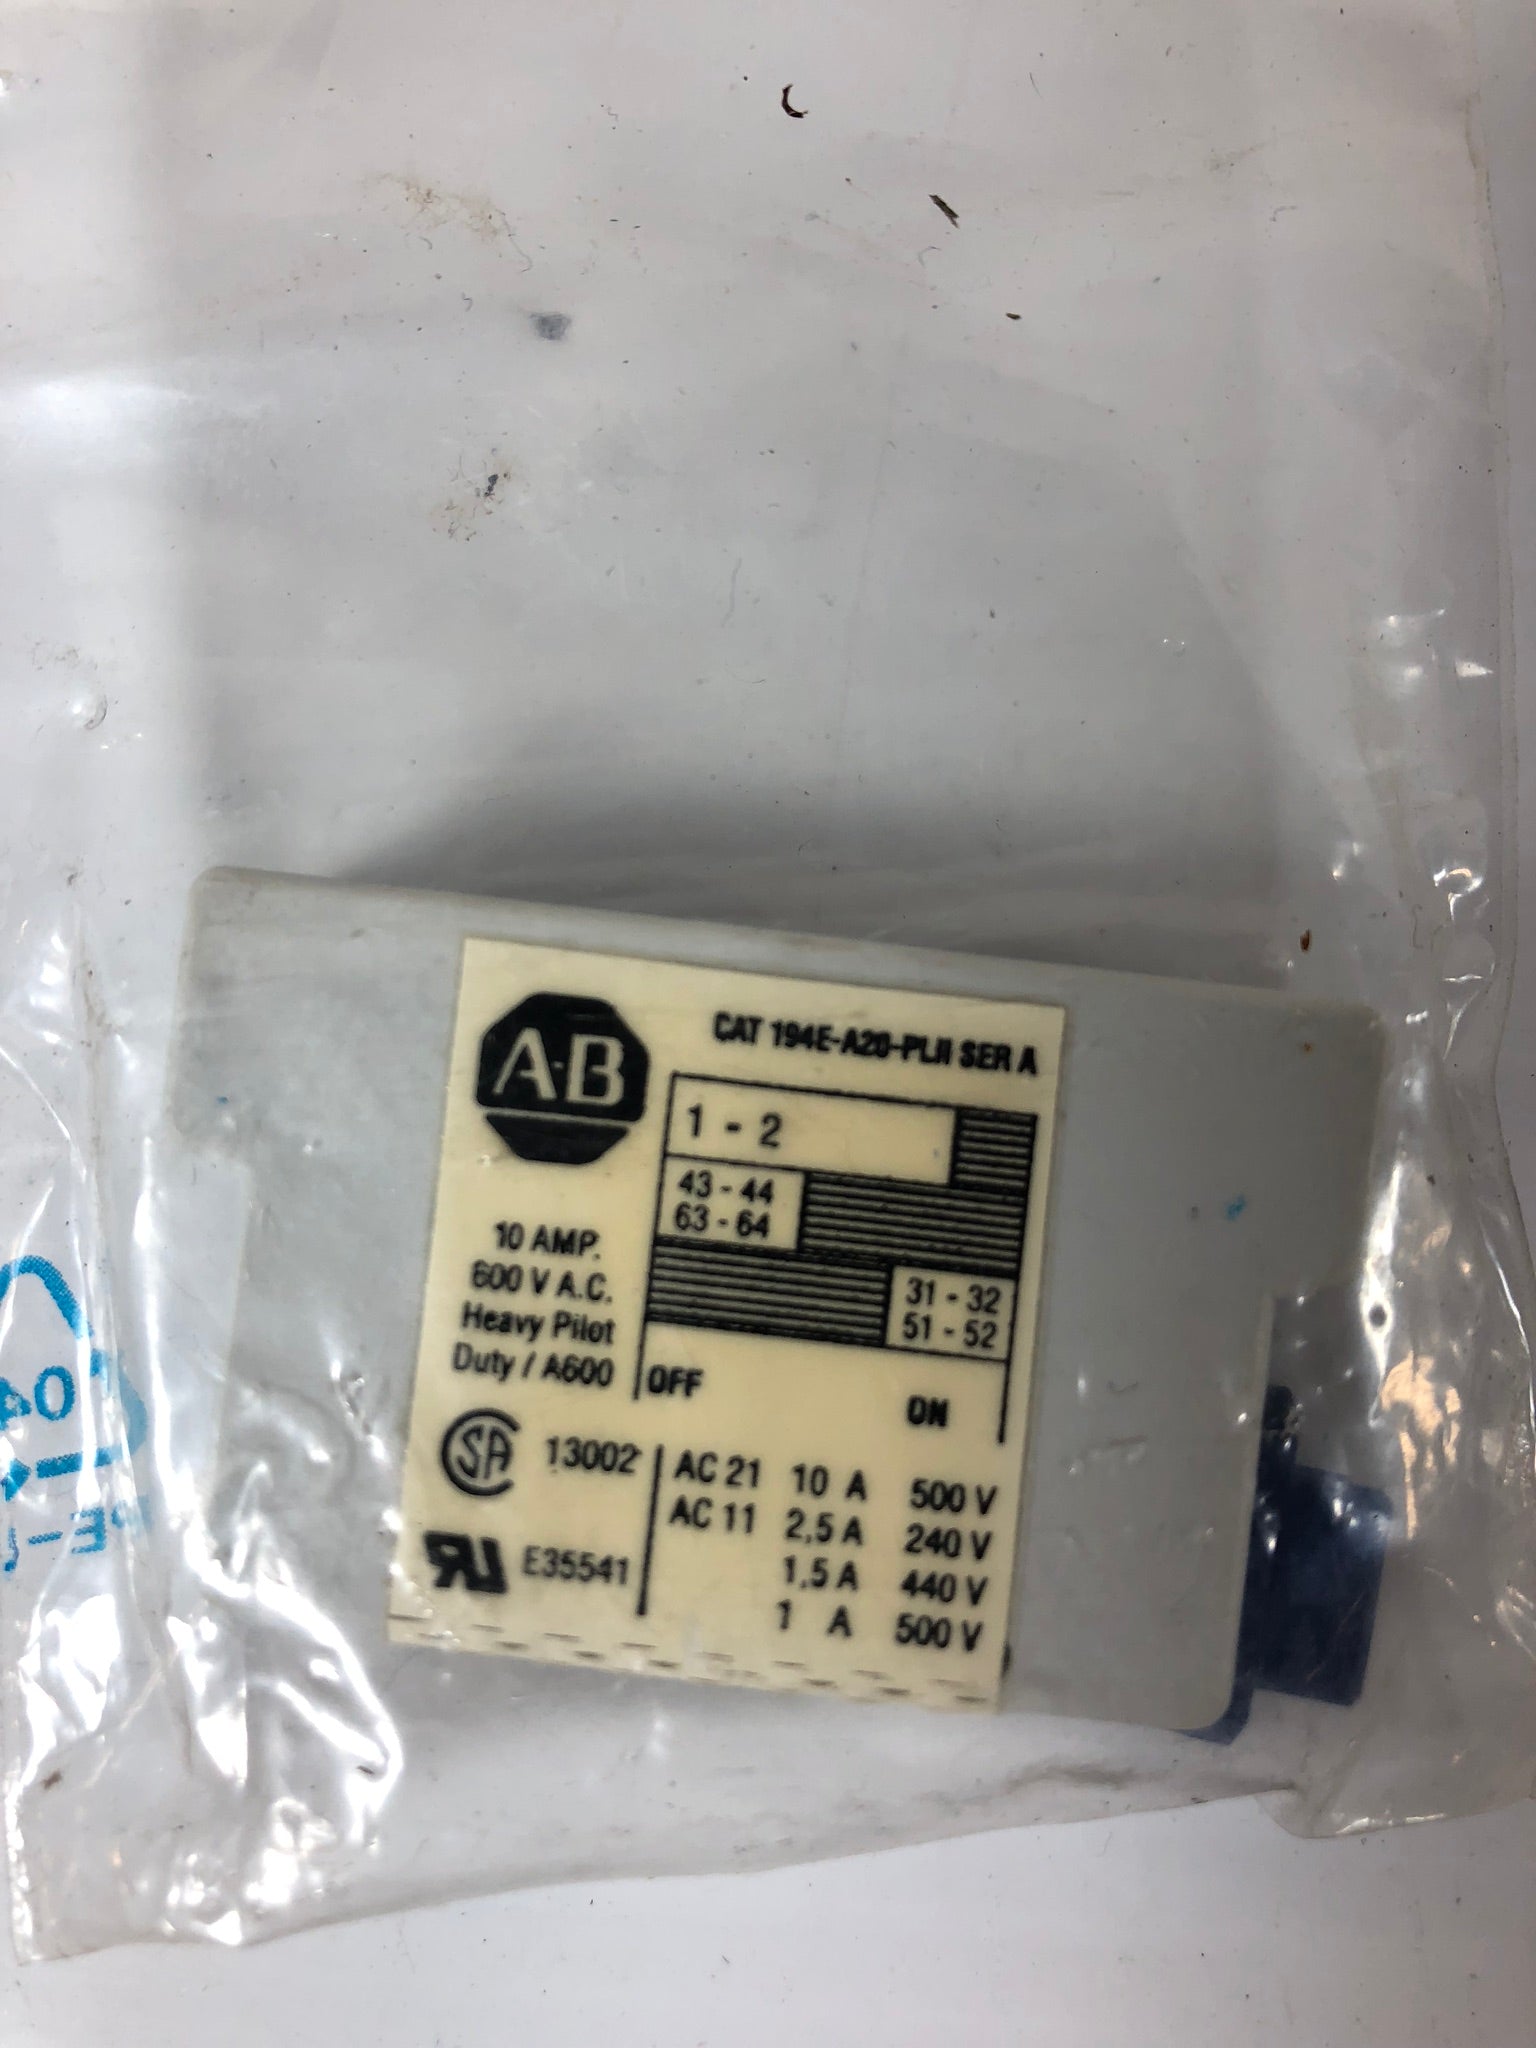 A-B
CAT 194E-A20-PLII SER A
1 - 2
43 - 44
63 - 64
31 - 32
51 - 52
OFF
ON
10 AMP.
600 V A.C.
Heavy Pilot
Duty / A600
SA 13002
E35541
AC 21 10 A 500 V
AC 11 2,5 A 240 V
1,5 A 440 V
1 A 500 V
04